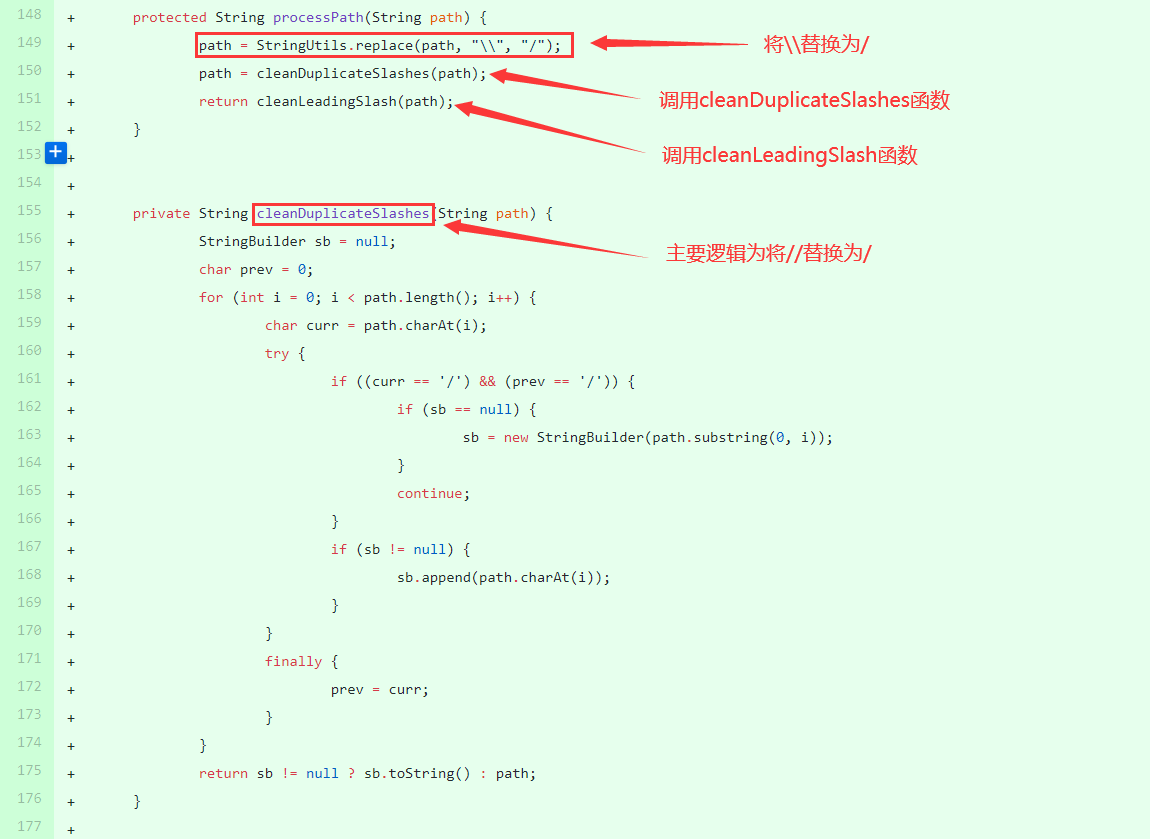 148 + protected String processPath(String path) {
149 + path = StringUtils.replace(path, "\\", "/"); 将\\替换为/
150 + path = cleanDuplicateSlashes(path);
调用cleanDuplicateSlashes函数
151 + return cleanLeadingSlash(path);
152 + }
153 + +
调用cleanLeadingSlash函数
154 +
155 + private String cleanDuplicateSlashes(String path) {
156 + StringBuilder sb = null;
主要逻辑为将//替换为/
157 + char prev = 0;
158 + for (int i = 0; i < path.length(); i++) {
159 + char curr = path.charAt(i);
160 + try {
161 + if ((curr == '/') && (prev == '/')) {
162 + if (sb == null) {
163 + sb = new StringBuilder(path.substring(0, i));
164 + }
165 + continue;
166 + }
167 + if (sb != null) {
168 + sb.append(path.charAt(i));
169 + }
170 + }
171 + finally {
172 + prev = curr;
173 + }
174 + }
175 + return sb != null ? sb.toString() : path;
176 + }
177 +